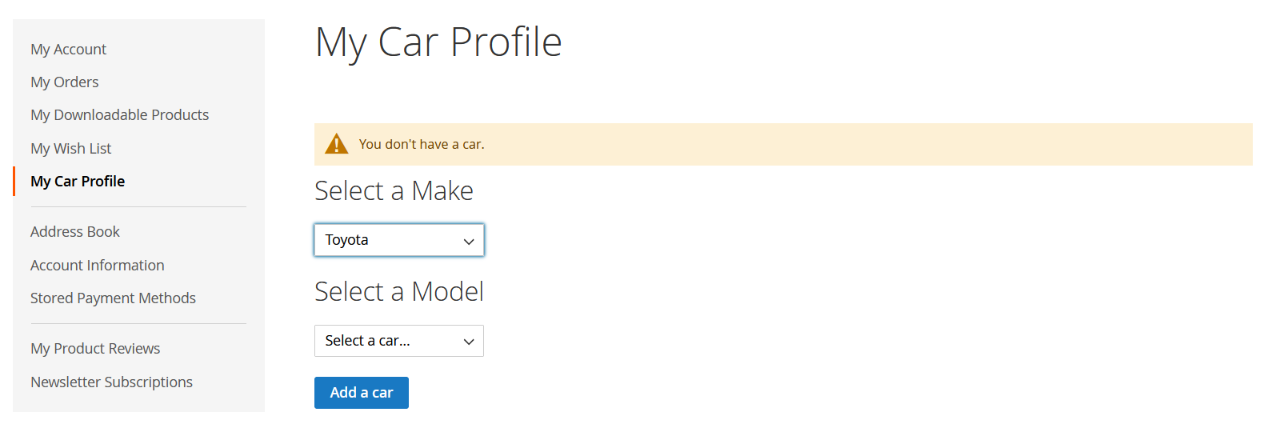 My Account
My Orders
My Downloadable Products
My Wish List
My Car Profile
Address Book
Account Information
Stored Payment Methods
My Product Reviews
Newsletter Subscriptions
My Car Profile
You don't have a car.
Select a Make
Toyota
Select a Model
Select a car...
Add a car